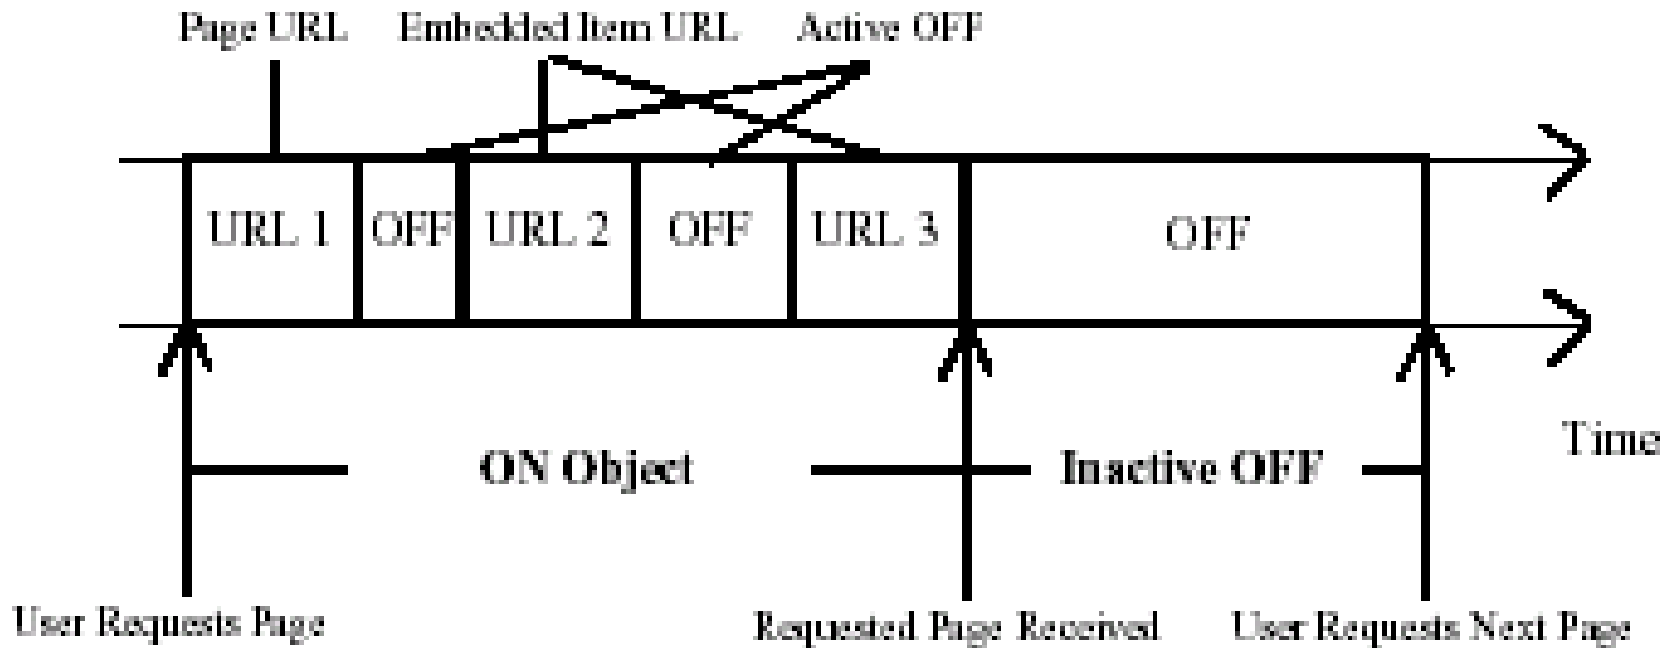 Page URL Embedded Item URL Active OFF
URL 1 OFF URL 2 OFF URL 3 OFF
Time
ON Object Inactive OFF
User Requests Page Requested Page Received User Requests Next Page